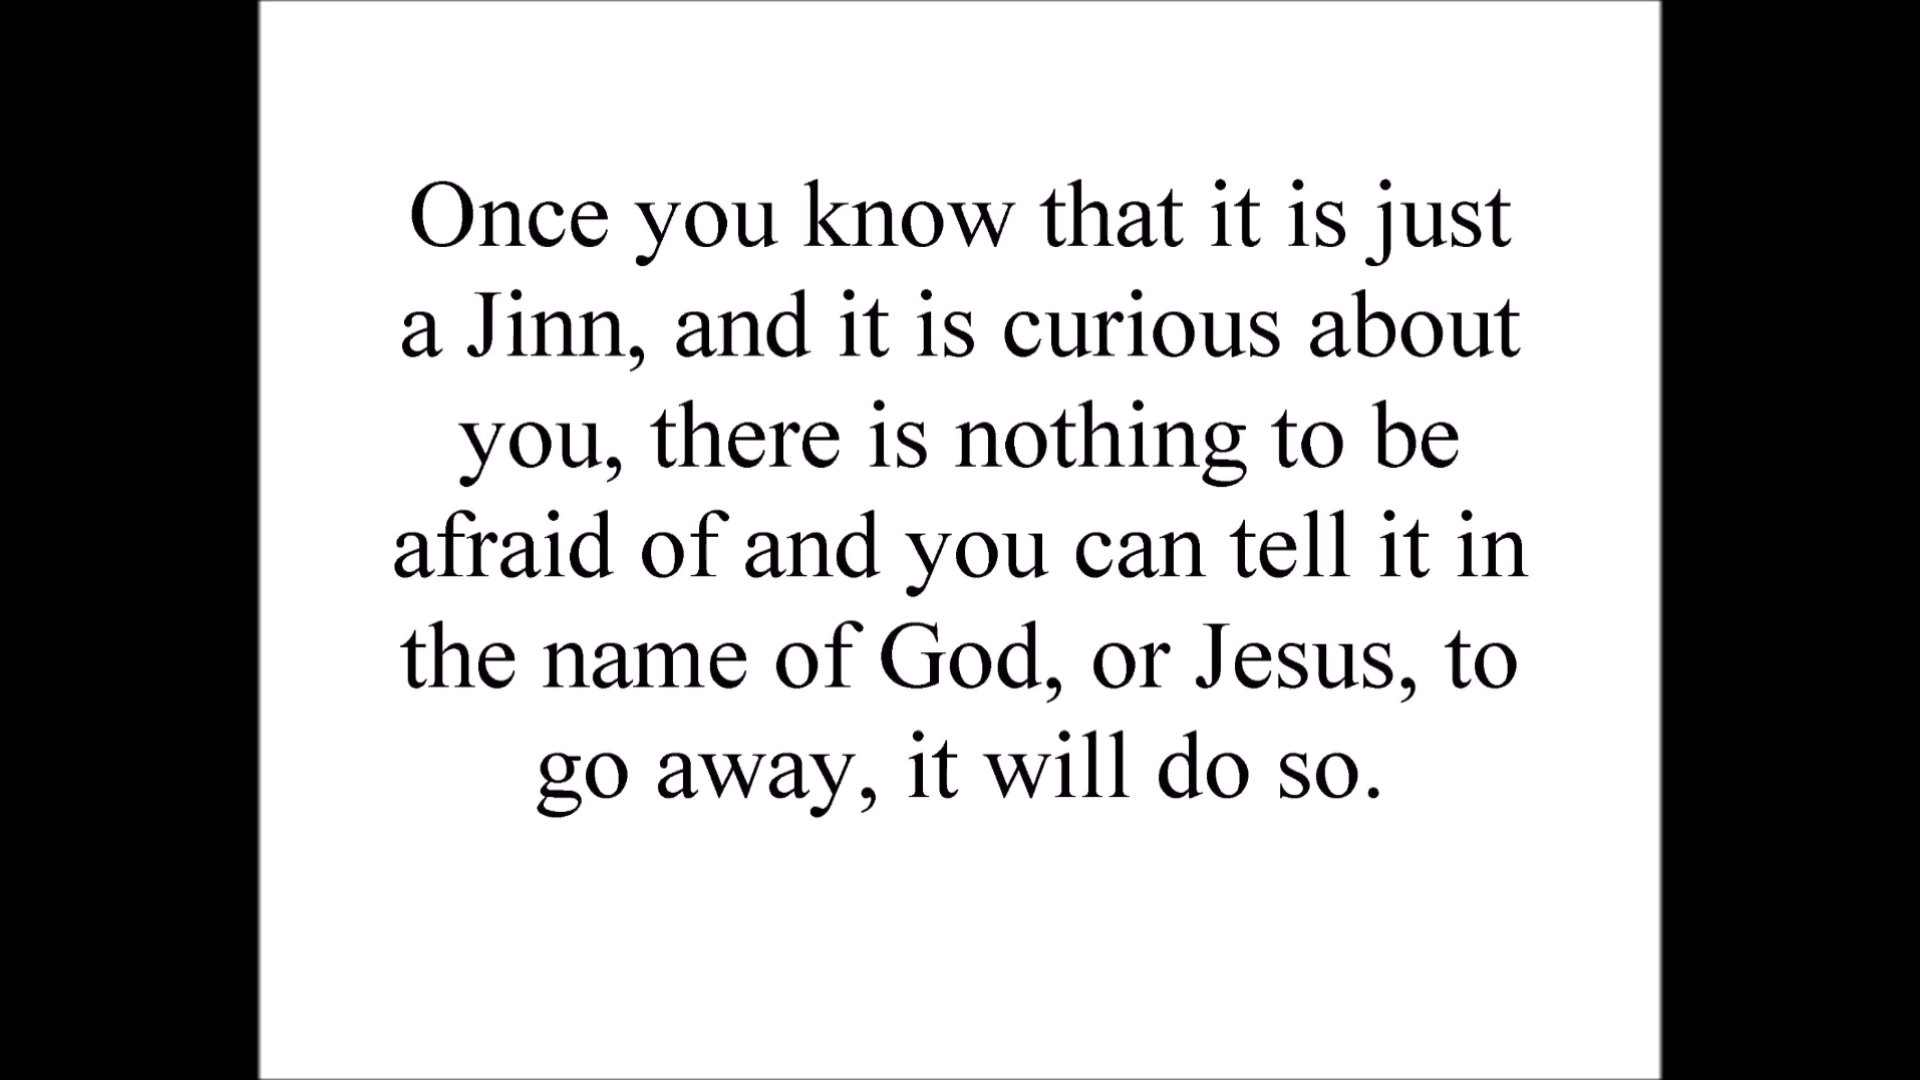 Once you know that it is just
a Jinn, and it is curious about
you, there is nothing to be
afraid of and you can tell it in
the name of God, or Jesus, to
go away, it will do so.